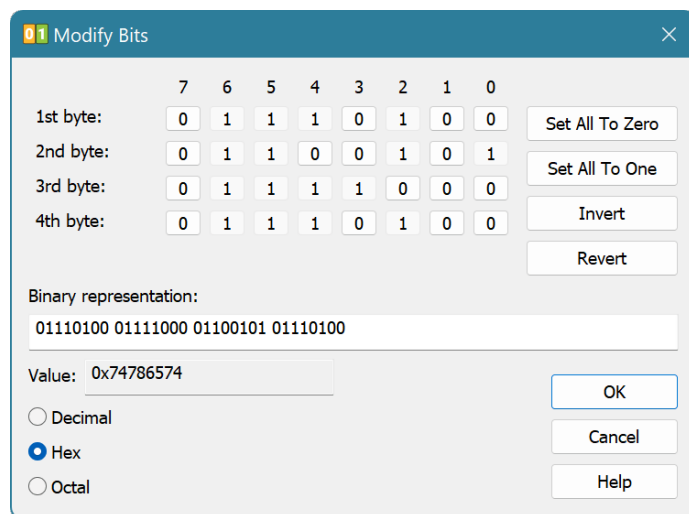 01 Modify Bits
7 6 5 4 3 2 1 0
1st byte: 0 1 1 1 0 1 0 0
2nd byte: 0 1 1 0 0 1 0 1
3rd byte: 0 1 1 1 1 0 0 0
4th byte: 0 1 1 1 0 1 0 0
Set All To Zero
Set All To One
Invert
Revert
Binary representation:
01110100 01111000 01100101 01110100
Value: 0x74786574
Decimal
Hex
Octal
OK
Cancel
Help